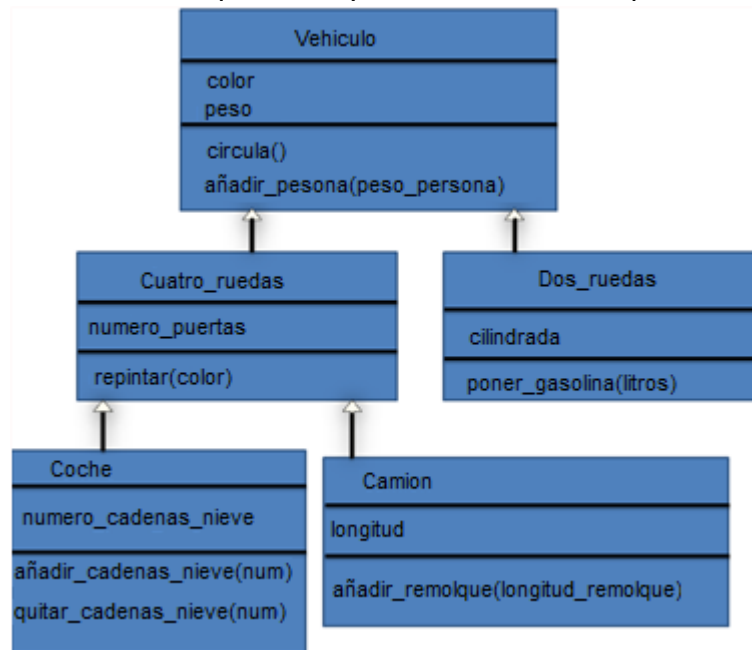 Vehiculo
color
peso
circula()
añadir_pesona(peso_persona)
Cuatro_ruedas
numero_puertas
repintar(color)
Dos_ruedas
cilindrada
poner_gasolina(litros)
Coche
numero_cadenas_nieve
añadir_cadenas_nieve(num)
quitar_cadenas_nieve(num)
Camion
longitud
añadir_remolque(longitud_remolque)